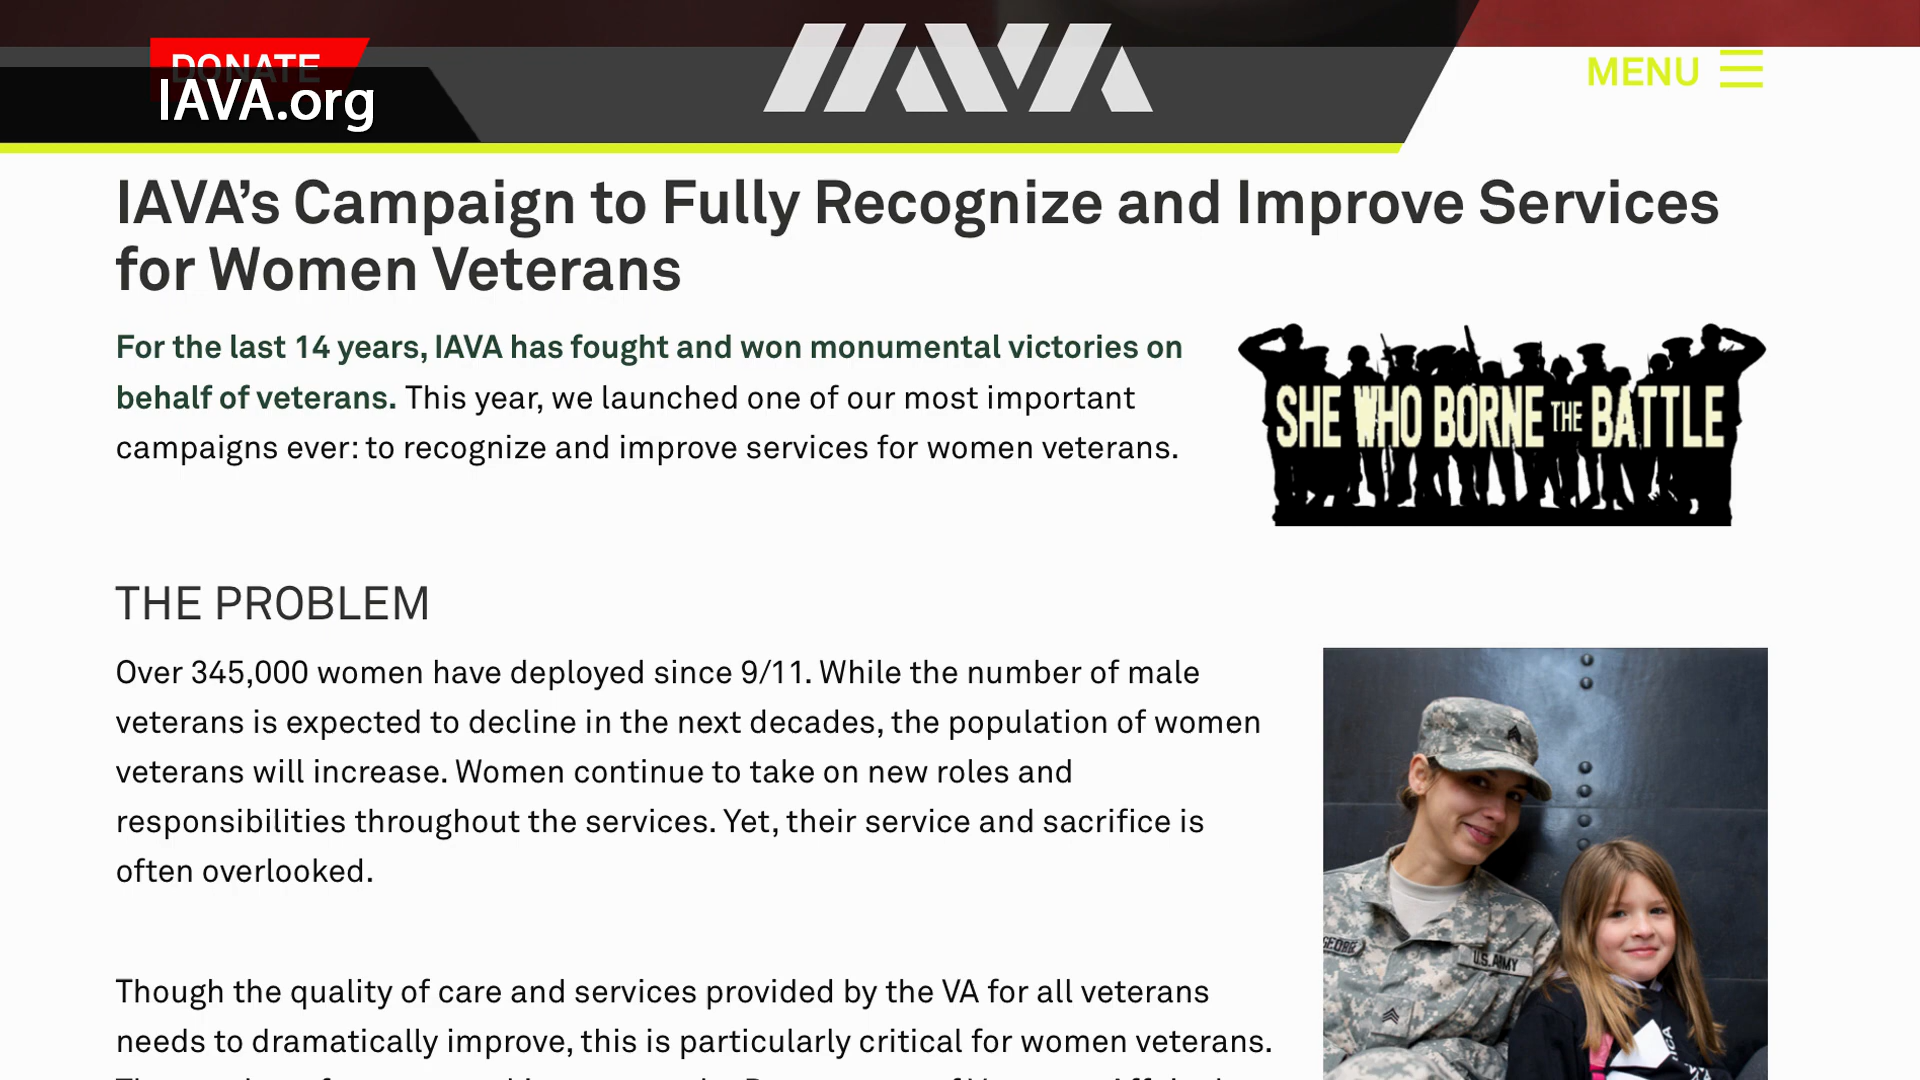 DONATE
IAVA.org
IAVA
MENU
IAVA’s Campaign to Fully Recognize and Improve Services
for Women Veterans
For the last 14 years, IAVA has fought and won monumental victories on
behalf of veterans. This year, we launched one of our most important
campaigns ever: to recognize and improve services for women veterans.
SHE WHO BORNE THE BATTLE
THE PROBLEM
Over 345,000 women have deployed since 9/11. While the number of male
veterans is expected to decline in the next decades, the population of women
veterans will increase. Women continue to take on new roles and
responsibilities throughout the services. Yet, their service and sacrifice is
often overlooked.
U.S. ARMY
Though the quality of care and services provided by the VA for all veterans
needs to dramatically improve, this is particularly critical for women veterans.